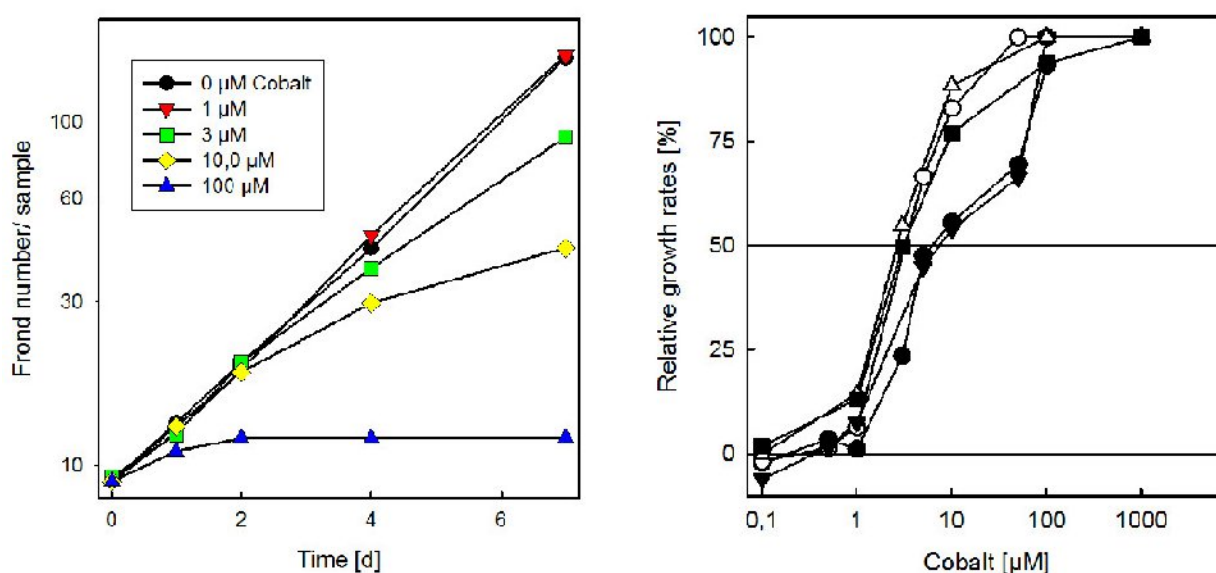 Frond number/ sample
100
60
30
10
0 µM Cobalt
1 µM
3 µM
10,0 µM
100 µM
0
2
4
6
Time [d]
Relative growth rates [%]
100
75
50
25
0
0,1
1
10
100
1000
Cobalt [µM]